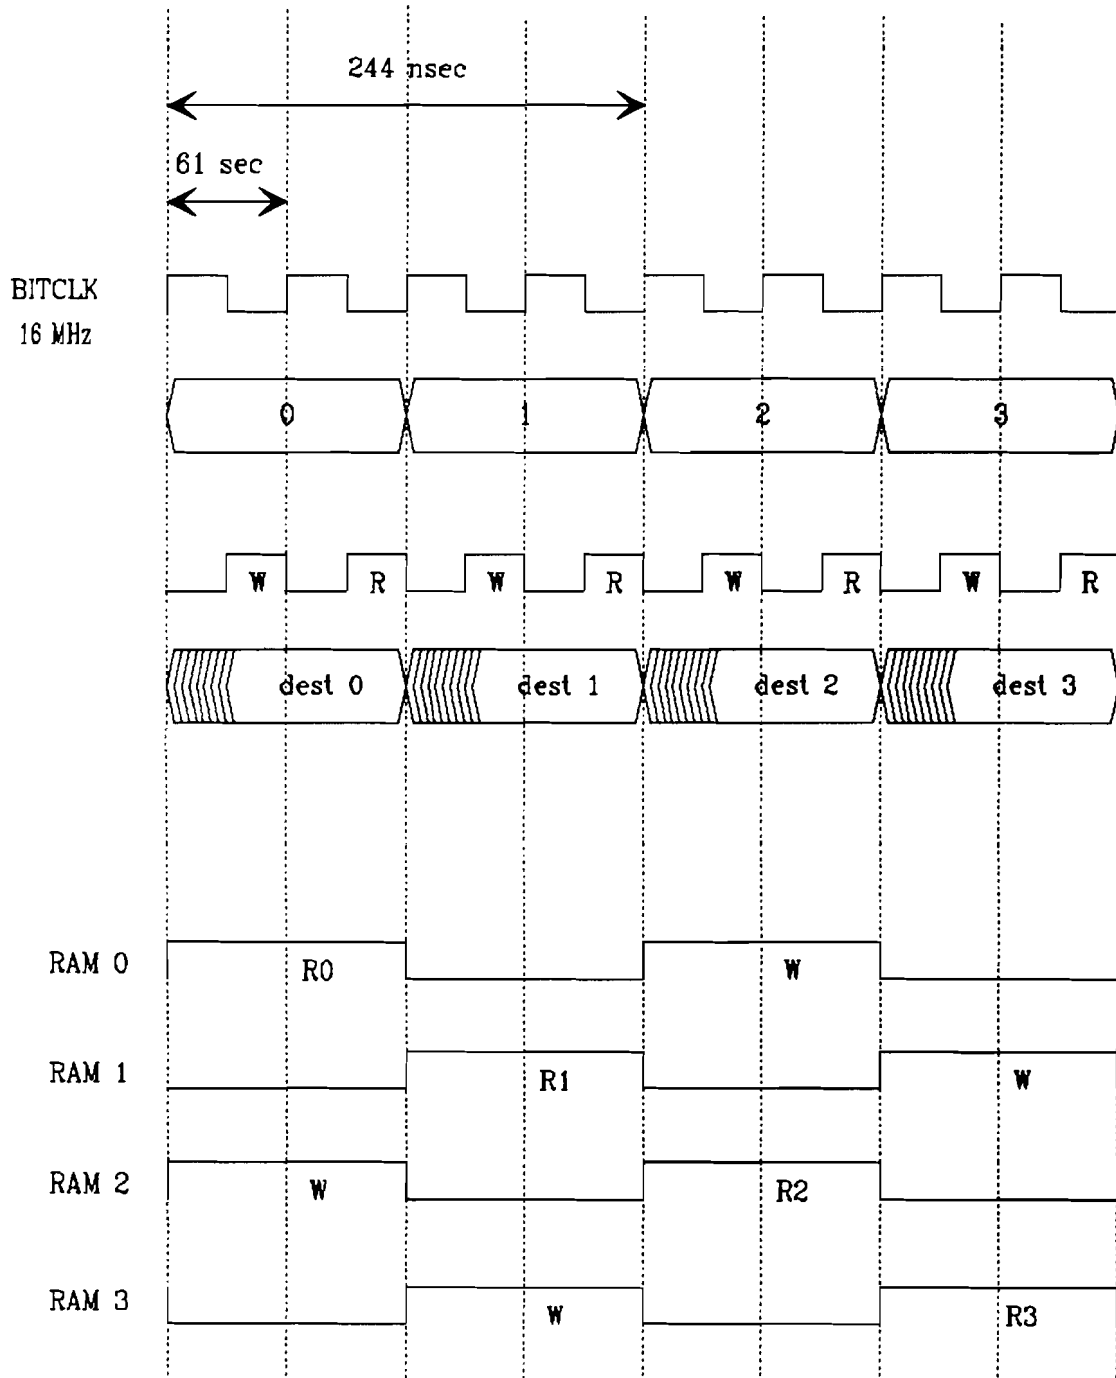 244 nsec
61 sec
BITCLK
16 MHz
0 1 2 3
W R W R W R W R
dest 0 dest 1 dest 2 dest 3
RAM 0 R0 W
RAM 1 R1 W
RAM 2 W R2
RAM 3 W R3